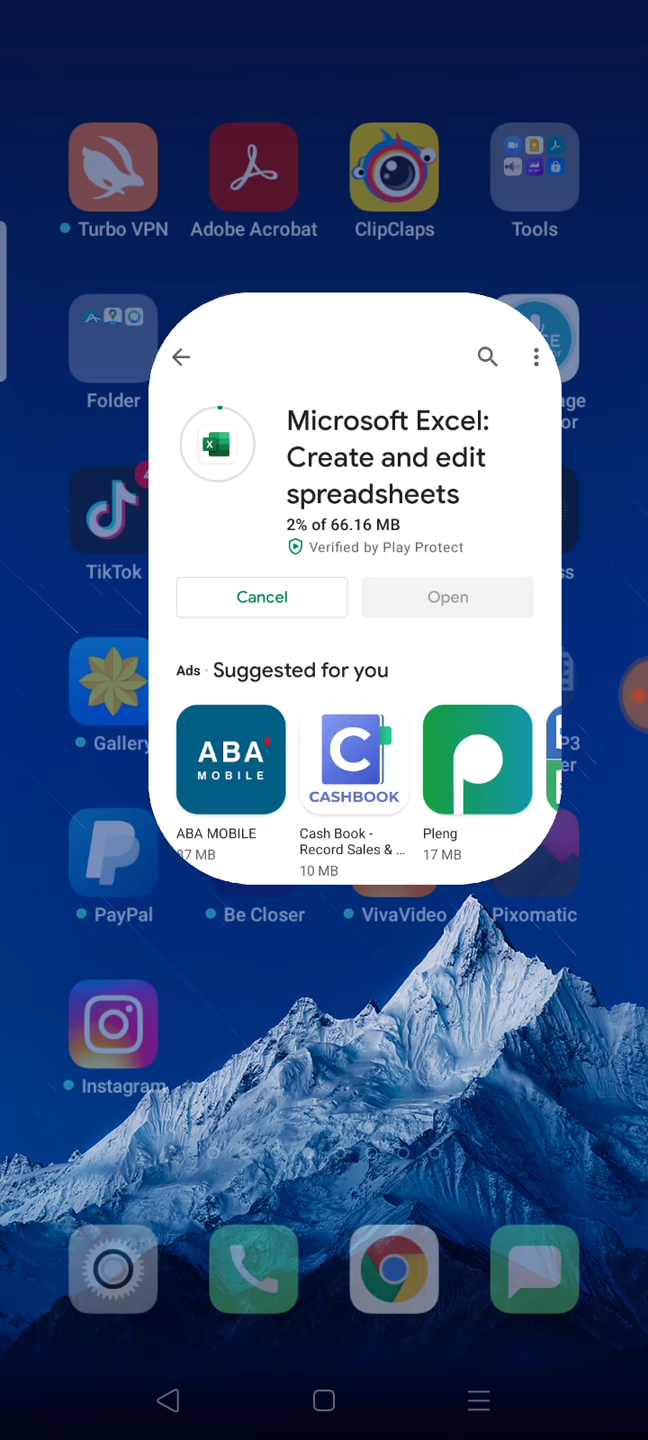 Turbo VPN
Adobe Acrobat
ClipClaps
Tools
Folder
TikTok
Gallery
PayPal
Be Closer
VivaVideo
Pixomatic
Instagram
Microsoft Excel:
Create and edit
spreadsheets
2% of 66.16 MB
Verified by Play Protect
Cancel
Open
Ads · Suggested for you
ABA'
MOBILE
CASHBOOK
ABA MOBILE
Cash Book -
Record Sales & ...
Pleng
37 MB
10 MB
17 MB